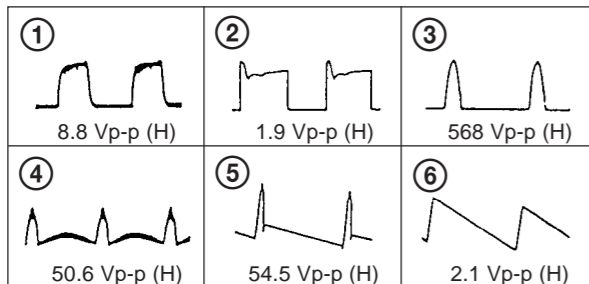 1 2 3
8.8 Vp-p (H) 1.9 Vp-p (H) 568 Vp-p (H)
4 5 6
50.6 Vp-p (H) 54.5 Vp-p (H) 2.1 Vp-p (H)